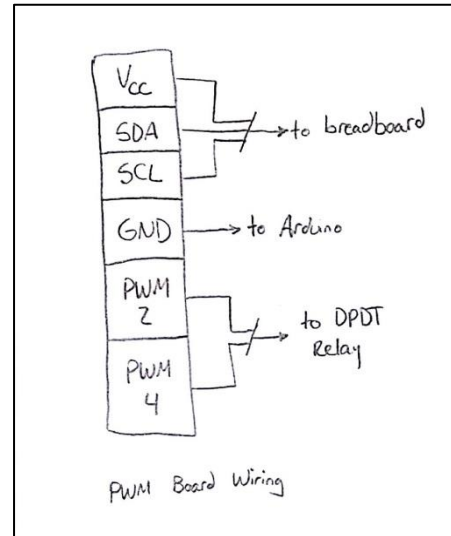 Vcc
SDA
to breadboard
SCL
GND
to Arduino
PWM
2
to DPDT
Relay
PWM
4
PWM Board Wiring